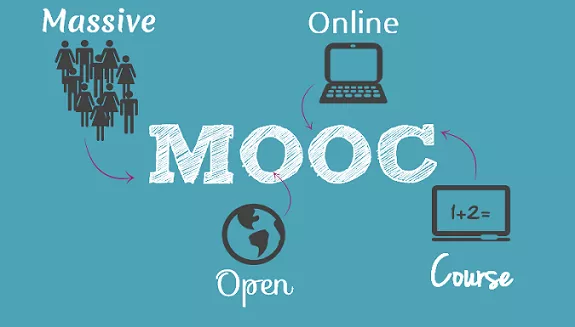 Massive
Online
MOOC
1+2=
Open
Course